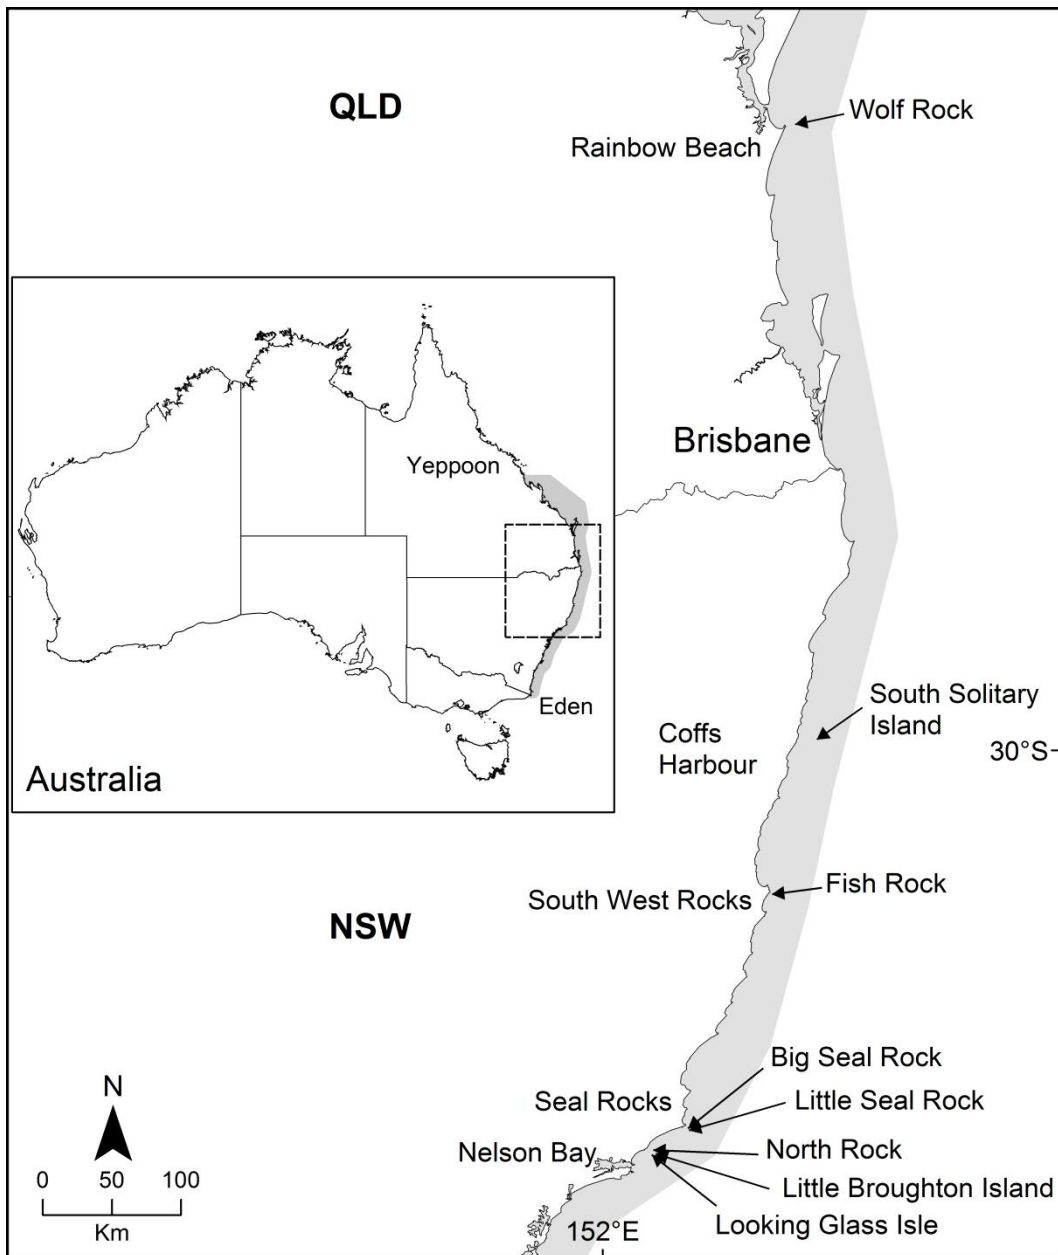 QLD
Wolf Rock
Rainbow Beach
Yeppoon
Brisbane
Eden
Australia
South Solitary
Island
Coffs
Harbour
30°S
Fish Rock
South West Rocks
NSW
Big Seal Rock
N
Seal Rocks
Little Seal Rock
Nelson Bay
North Rock
0 50 100
Km
Little Broughton Island
Looking Glass Isle
152°E